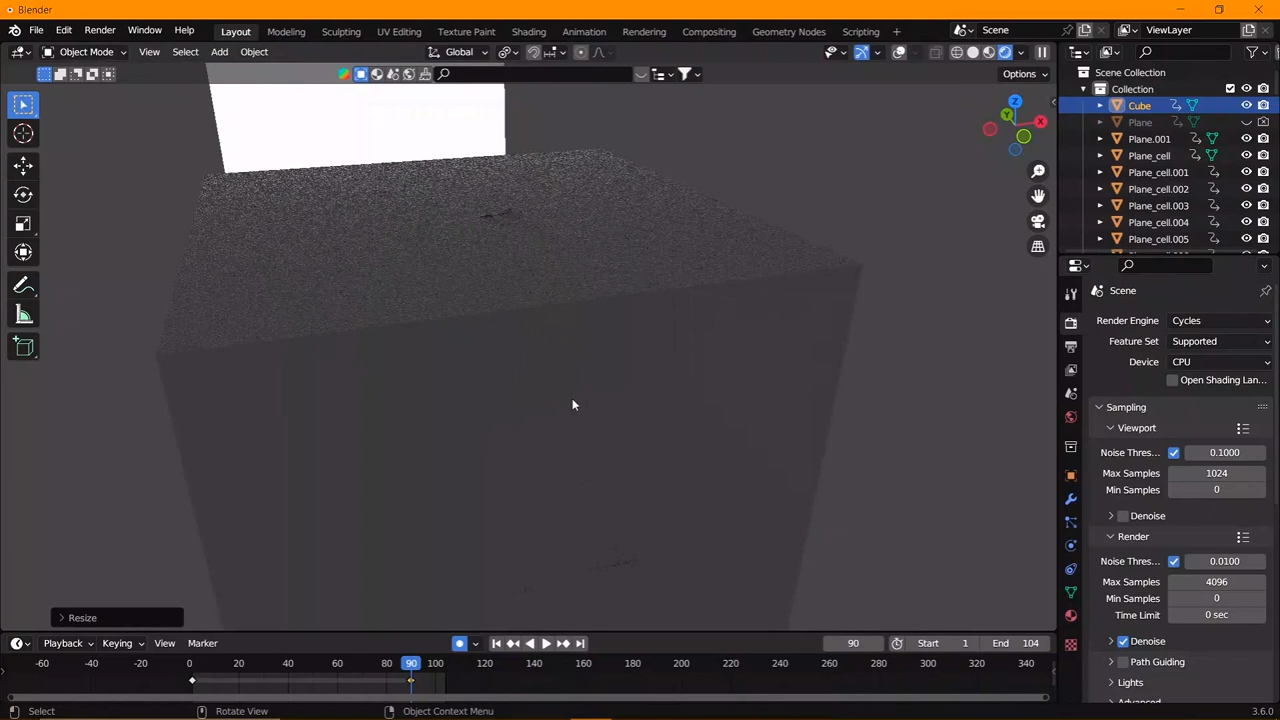 Blender
File Edit Render Window Help Layout Modeling Sculpting UV Editing Texture Paint Shading Animation Rendering Compositing Geometry Nodes Scripting + Scene ViewLayer
Object Mode View Select Add Object Global
Options
Scene Collection
Collection
Cube
Plane
Plane.001
Plane_cell
Plane_cell.001
Plane_cell.002
Plane_cell.003
Plane_cell.004
Plane_cell.005
Z
Y
X
Scene
Render Engine Cycles
Feature Set Supported
Device CPU
Open Shading Lan...
Sampling
Viewport
Noise Thres... 0.1000
Max Samples 1024
Min Samples 0
Denoise
Render
Noise Thres... 0.0100
Max Samples 4096
Min Samples 0
Time Limit 0 sec
Denoise
Path Guiding
Lights
Resize
Playback Keying View Marker 90 Start 1 End 104
-60 -40 -20 0 20 40 60 80 90 100 120 140 160 180 200 220 240 260 280 300 320 340
Select Rotate View Object Context Menu 3.6.0